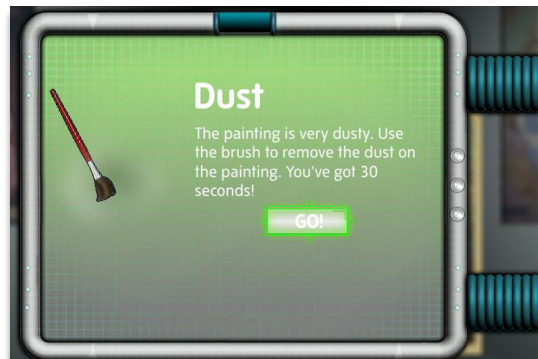 Dust
The painting is very dusty. Use
the brush to remove the dust on
the painting. You've got 30
seconds!
GO!